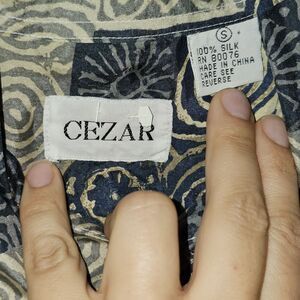 CEZAR
S
100% SILK
RN 80076
MADE IN CHINA
CARE SEE
REVERSE